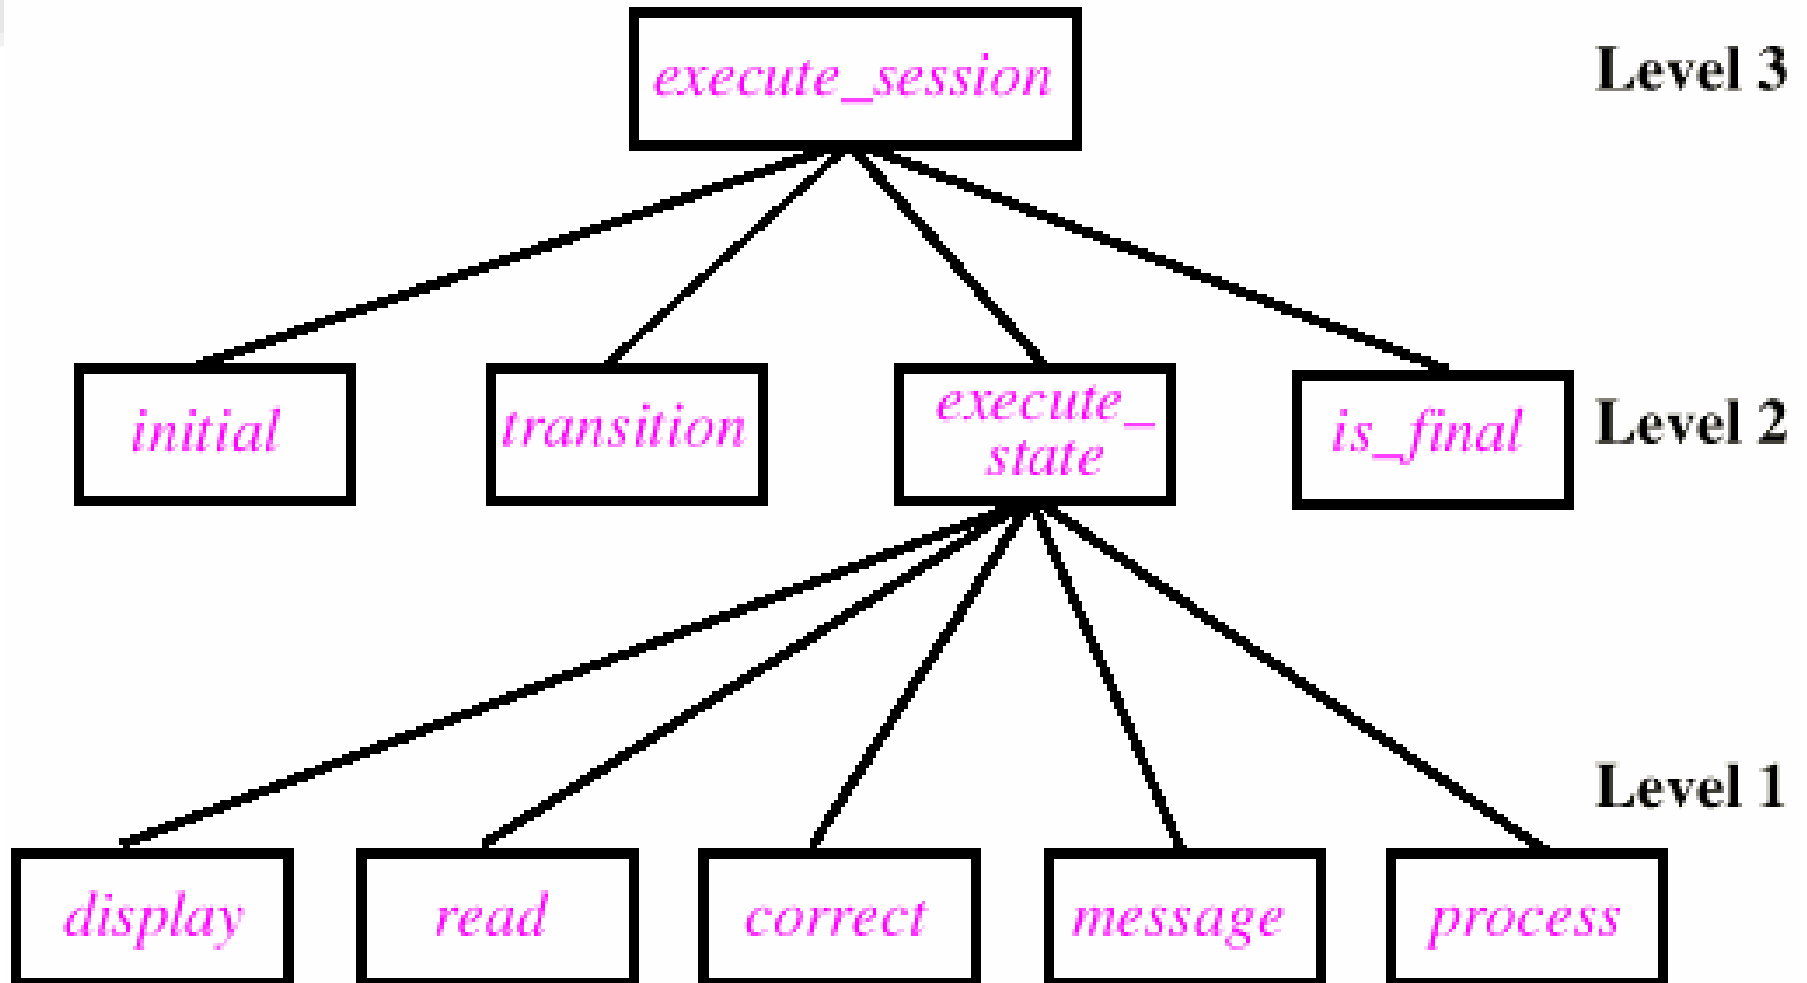 execute_session
Level 3
initial
transition
execute_
state
is_final
Level 2
Level 1
display
read
correct
message
process